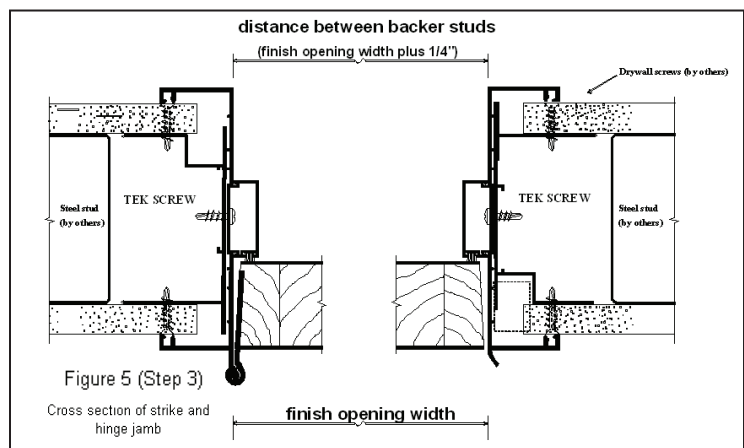 distance between backer studs
(finish opening width plus 1/4")
Drywall screws (by others)
TEK SCREW
TEK SCREW
Steel stud
(by others)
Steel stud
(by others)
Figure 5 (Step 3)
Cross section of strike and
hinge jamb
finish opening width